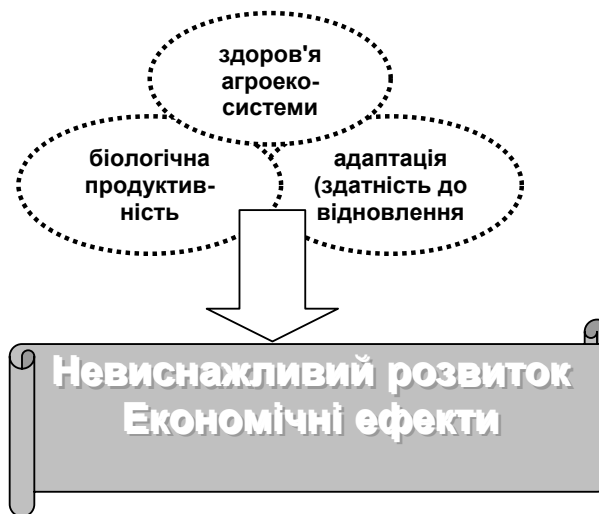 здоров'я
агроеко-
системи
біологічна
продуктив-
ність
адаптація
(здатність до
відновлення
Невиснажливий розвиток
Економічні ефекти